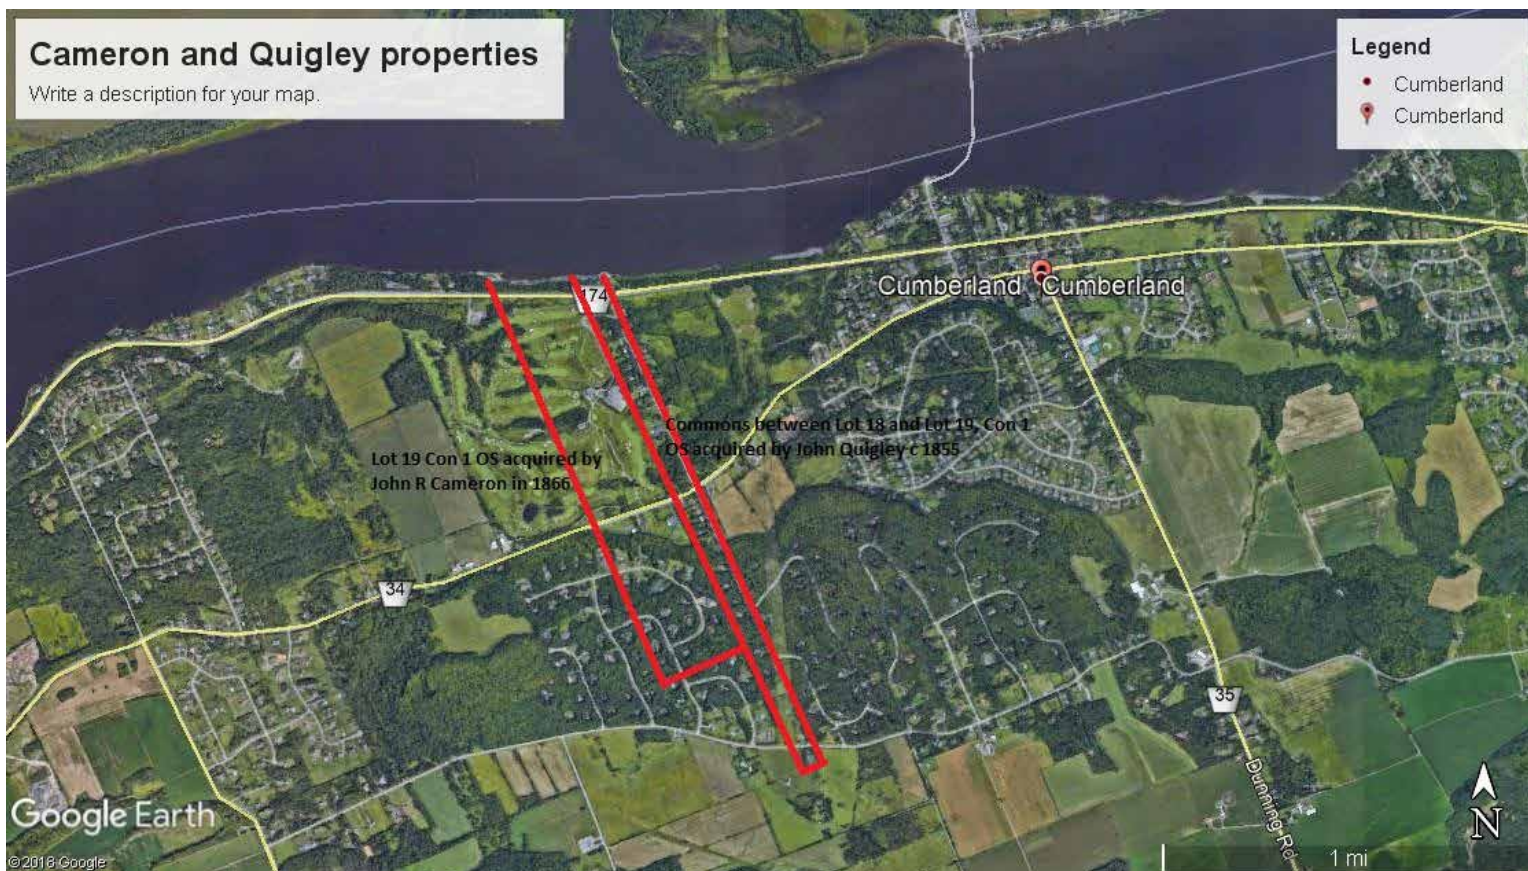 Cameron and Quigley properties
Write a description for your map.
Legend
Cumberland
Cumberland
174
Cumberland
Cumberland
Commons between Lot 18 and Lot 19, Con 1
OS acquired by John Quigley c 1855
Lot 19 Con 1 OS acquired by
John R Cameron in 1866
34
35
Dunning Rd
Google Earth
N
© 2018 Google
1 mi